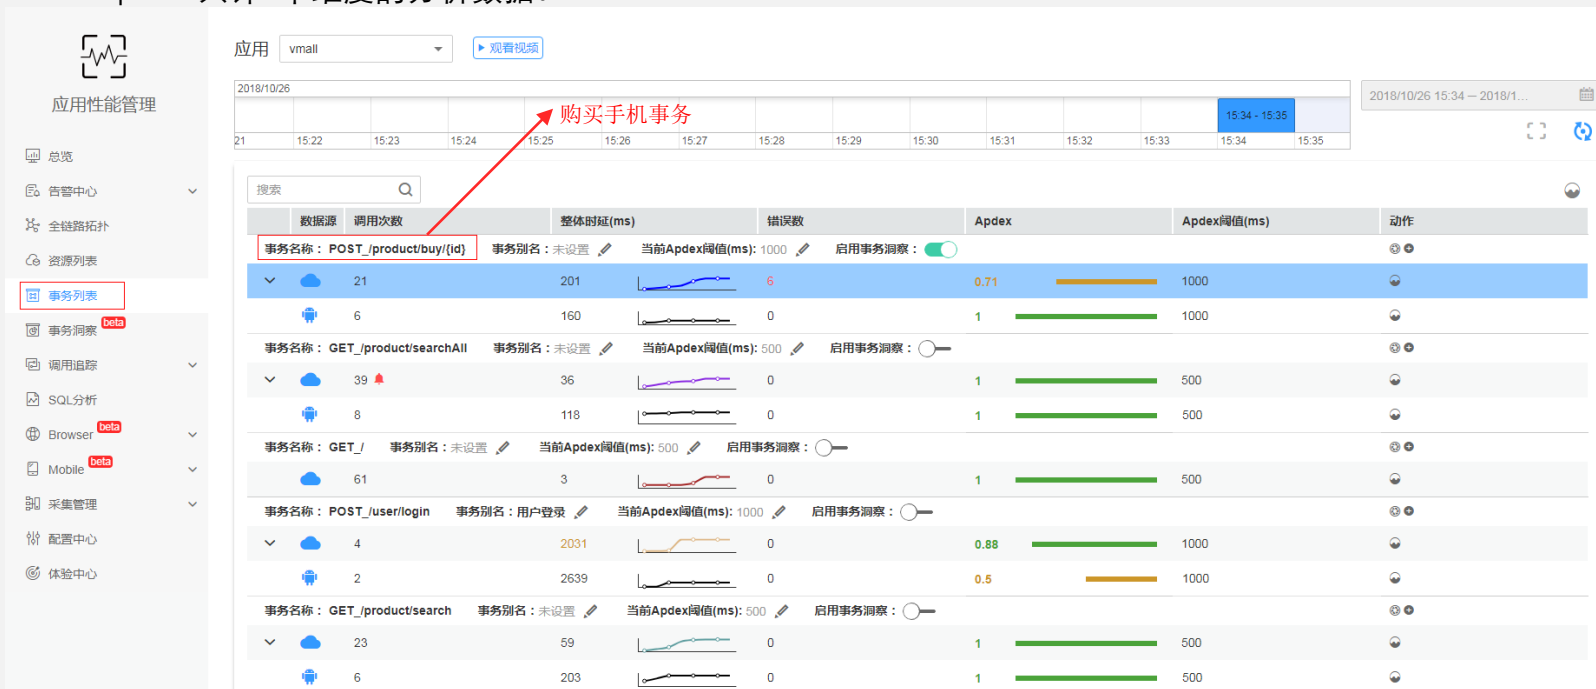 应用性能管理
总览
告警中心
全链路拓扑
资源列表
事务列表
事务洞察 beta
调用追踪
SQL分析
Browser beta
Mobile beta
采集管理
配置中心
体验中心
应用 vmall 观看视频
2018/10/26
15:34 - 15:35
21 15:22 15:23 15:24 15:25 15:26 15:27 15:28 15:29 15:30 15:31 15:32 15:33 15:34 15:35
2018/10/26 15:34 — 2018/1...
购买手机事务
搜索
数据源 调用次数 整体时延(ms) 错误数 Apdex Apdex阈值(ms) 动作
事务名称： POST_/product/buy/{id} 事务别名：未设置 当前Apdex阈值(ms): 1000 启用事务洞察：
21 201 6 0.71 1000
6 160 0 1 1000
事务名称： GET_/product/searchAll 事务别名：未设置 当前Apdex阈值(ms): 500 启用事务洞察：
39 36 0 1 500
8 118 0 1 500
事务名称： GET_/ 事务别名：未设置 当前Apdex阈值(ms): 500 启用事务洞察：
61 3 0 1 500
事务名称： POST_/user/login 事务别名：用户登录 当前Apdex阈值(ms): 1000 启用事务洞察：
4 2031 0 0.88 1000
2 2639 0 0.5 1000
事务名称： GET_/product/search 事务别名：未设置 当前Apdex阈值(ms): 500 启用事务洞察：
23 59 0 1 500
6 203 0 1 500